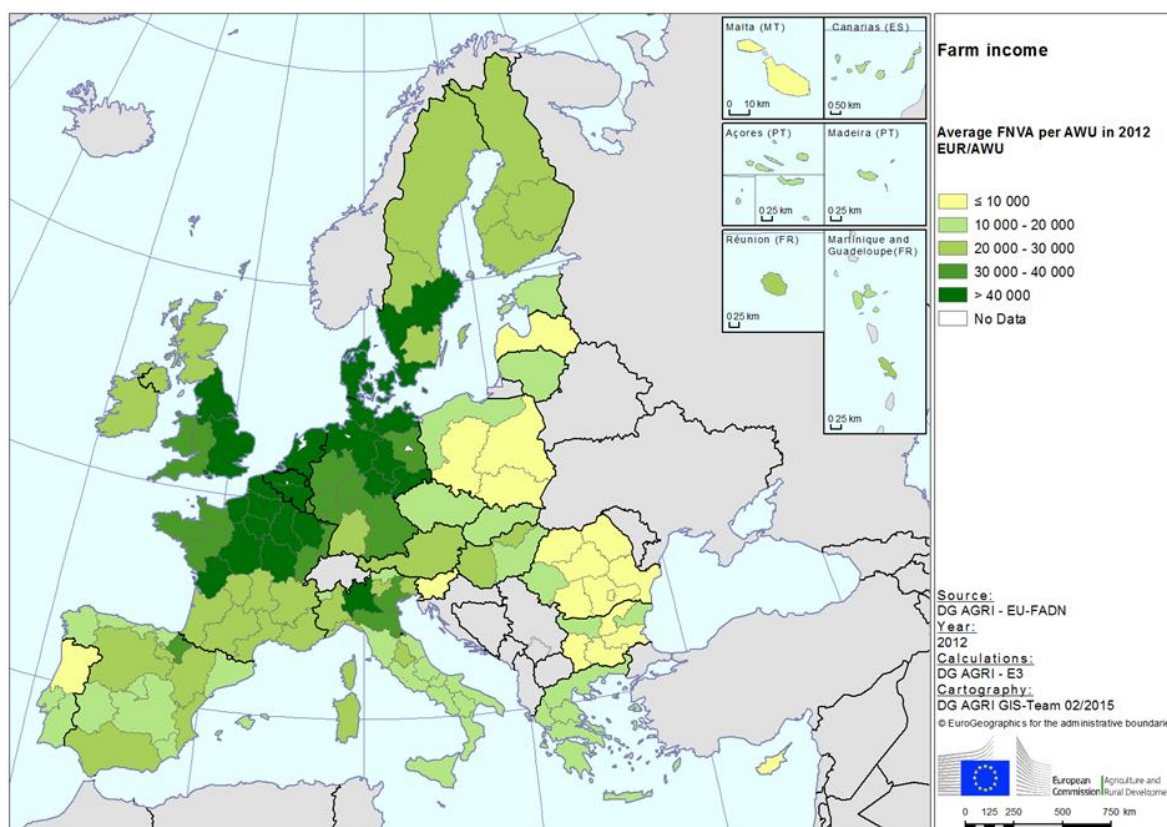 Malta (MT)
0 10 km
Canarias (ES)
0 50 km
Açores (PT)
0 25 km
Madeira (PT)
0 25 km
Réunion (FR)
0 25 km
Martinique and
Guadeloupe(FR)
0 25 km
Farm income
Average FNVA per AWU in 2012
EUR/AWU
≤ 10 000
10 000 - 20 000
20 000 - 30 000
30 000 - 40 000
> 40 000
No Data
Source:
DG AGRI - EU-FADN
Year:
2012
Calculations:
DG AGRI - E3
Cartography:
DG AGRI GIS-Team 02/2015
© EuroGeographics for the administrative boundarie
European
Commission
Agriculture and
Rural Developme
0 125 250 500 750 km